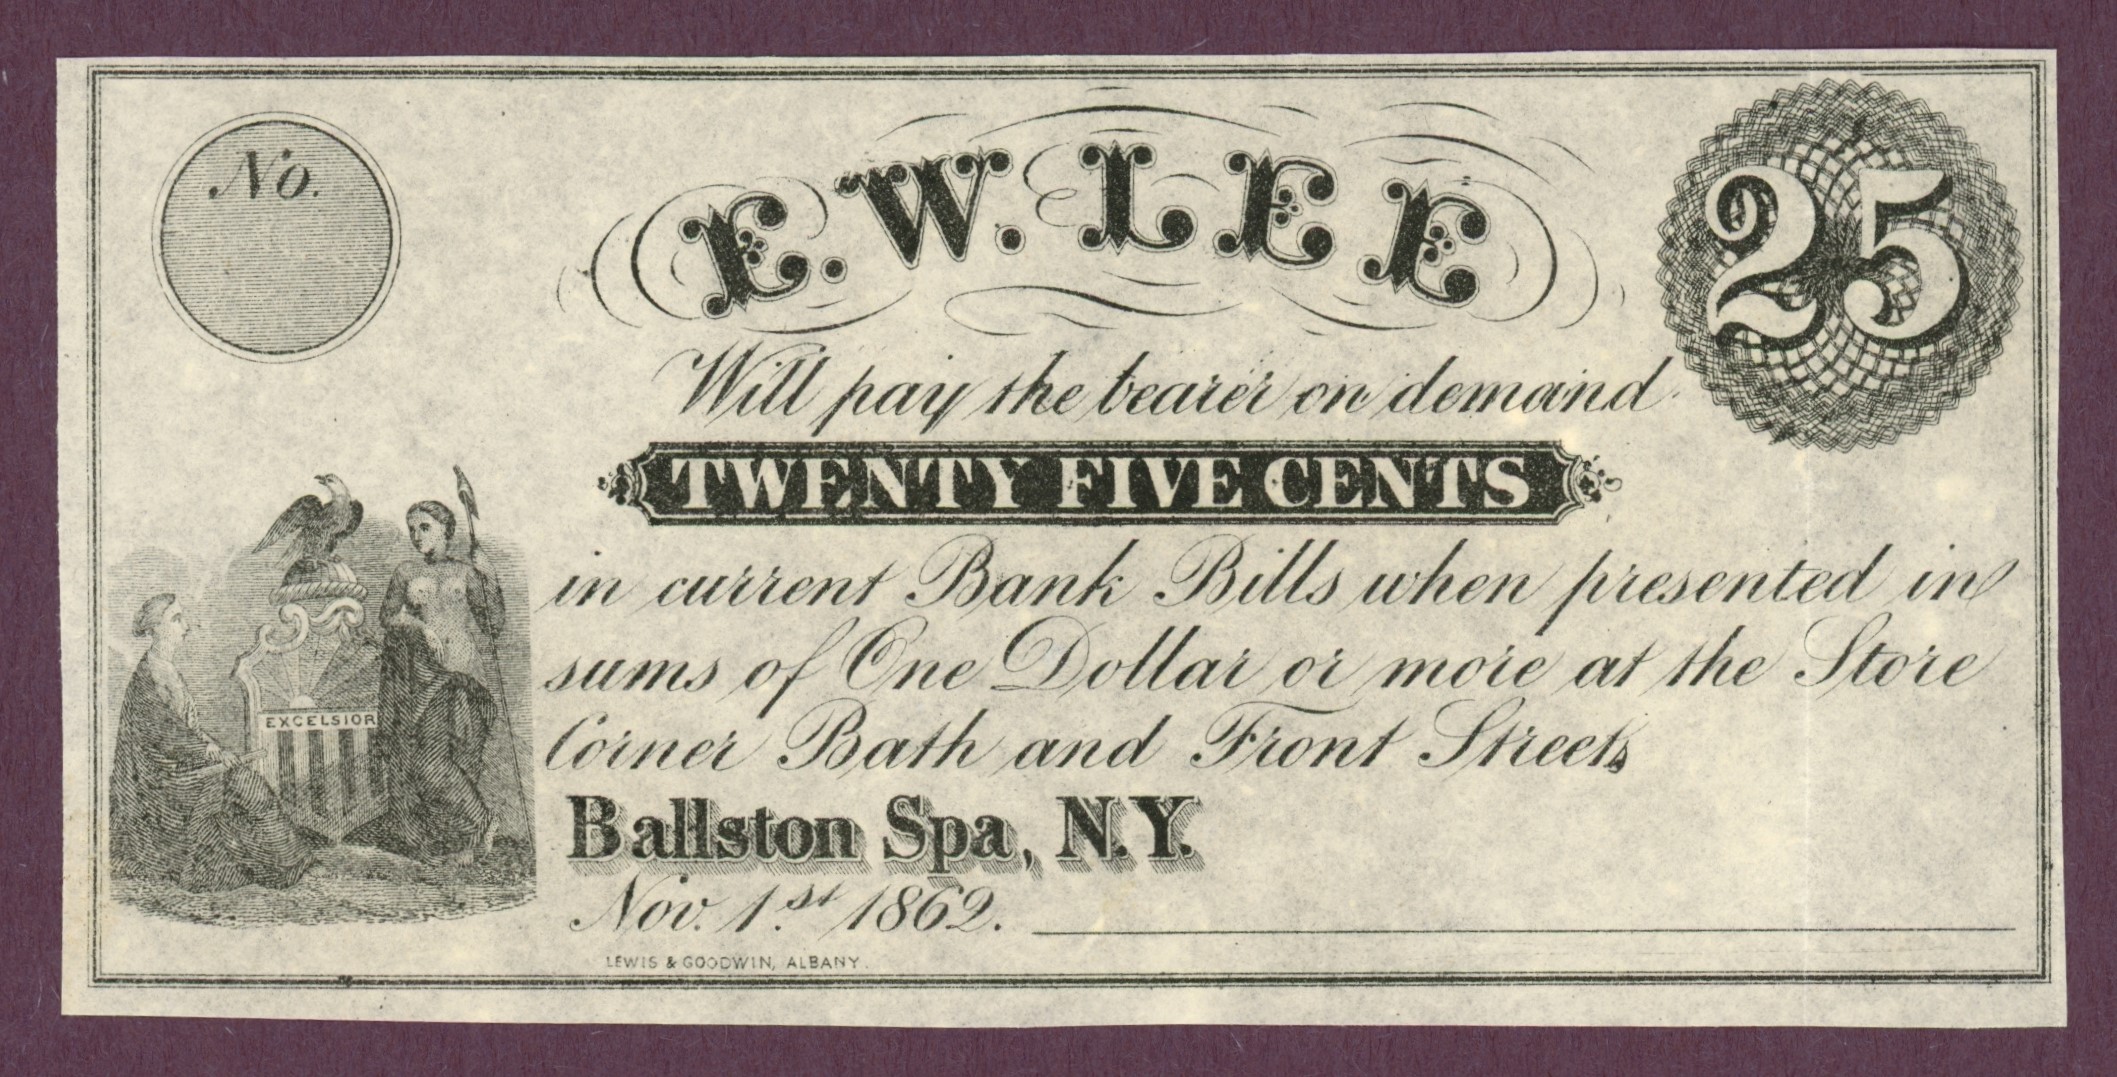 No.
E. W. LEE
25
Will pay the bearer on demand
TWENTY FIVE CENTS
in current Bank Bills when presented in
sums of One Dollar or more at the Store
Corner Bath and Front Streets
EXCELSIOR
Ballston Spa, N.Y.
Nov. 1st 1862.
LEWIS & GOODWIN, ALBANY.